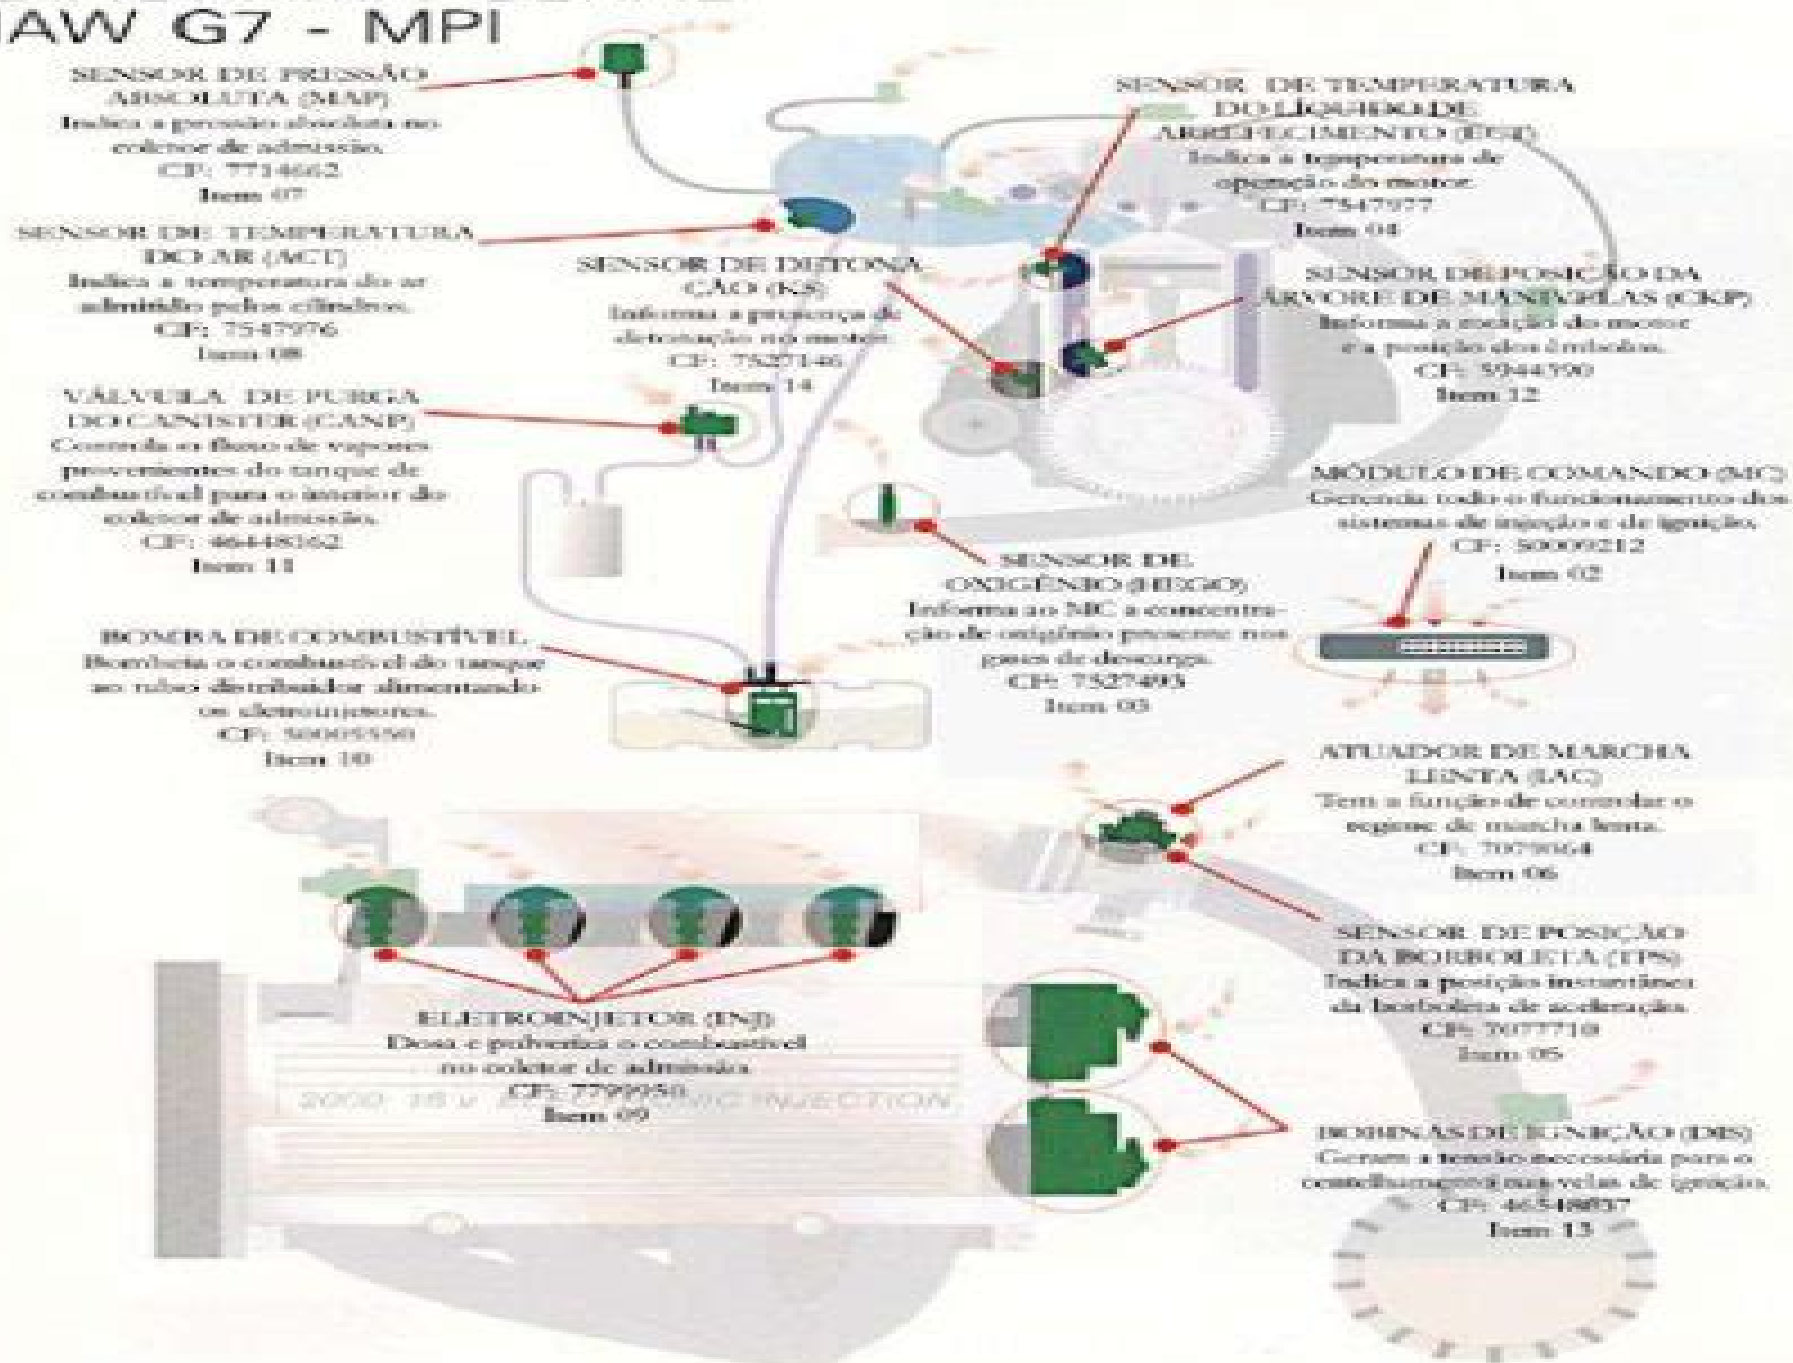 IAW G7 - MPI
SENSOR DE PRESSÃO
ABSOLUTA (MAP)
Indica a pressão absoluta no
coletor de admissão.
CF: 7714662
Item 07
SENSOR DE TEMPERATURA
DO AR (ACT)
Indica a temperatura do ar
admitido pelos cilindros.
CF: 7547976
Item 08
SENSOR DE DETONA
ÇÃO (KS)
Informa a presença de
detonação no motor.
CF: 7527146
Item 14
SENSOR DE TEMPERATURA
DO LÍQUIDO DE
ARREFECIMENTO
Indica a temperatura de
operação do motor.
CF: 7547977
Item 04
SENSOR DE POSIÇÃO DA
ÁRVORE DE MANIVELAS (CKP)
Informa a rotação do motor
e a posição dos êmbolos.
CF: 5944590
Item 12
VÁLVULA DE PURGA
DO CANISTER (CANP)
Controla o fluxo de vapores
provenientes do tanque de
combustível para o interior do
coletor de admissão.
CF: 46448162
Item 11
MÓDULO DE COMANDO (MC)
Gerencia todo o funcionamento dos
sistemas de injeção e de ignição.
CF: 50009212
Item 02
SENSOR DE
OXIGÊNIO (HEGO)
Informa ao MC a concentra-
ção de oxigênio presente nos
gases de descarga.
CF: 7527493
Item 03
BOMBA DE COMBUSTÍVEL
Bombeia o combustível do tanque
ao tubo distribuidor alimentando
os eletroinjetores.
CF: 50005550
Item 10
ATUADOR DE MARCHA
LENTA (IAC)
Tem a função de controlar o
regime de marcha lenta.
CF: 7079064
Item 06
SENSOR DE POSIÇÃO
DA BORBOLETA (TPS)
Indica a posição instantânea
da borboleta de aceleração.
CF: 7077710
Item 05
ELETROINJETOR (INJ)
Dosa e pulveriza o combustível
no coletor de admissão.
CF: 7799950
2000 16 v INJECTION
Item 09
BOBINAS DE IGNIÇÃO (DIS)
Geram a tensão necessária para o
centelhamento nas velas de ignição.
CF: 46548037
Item 13